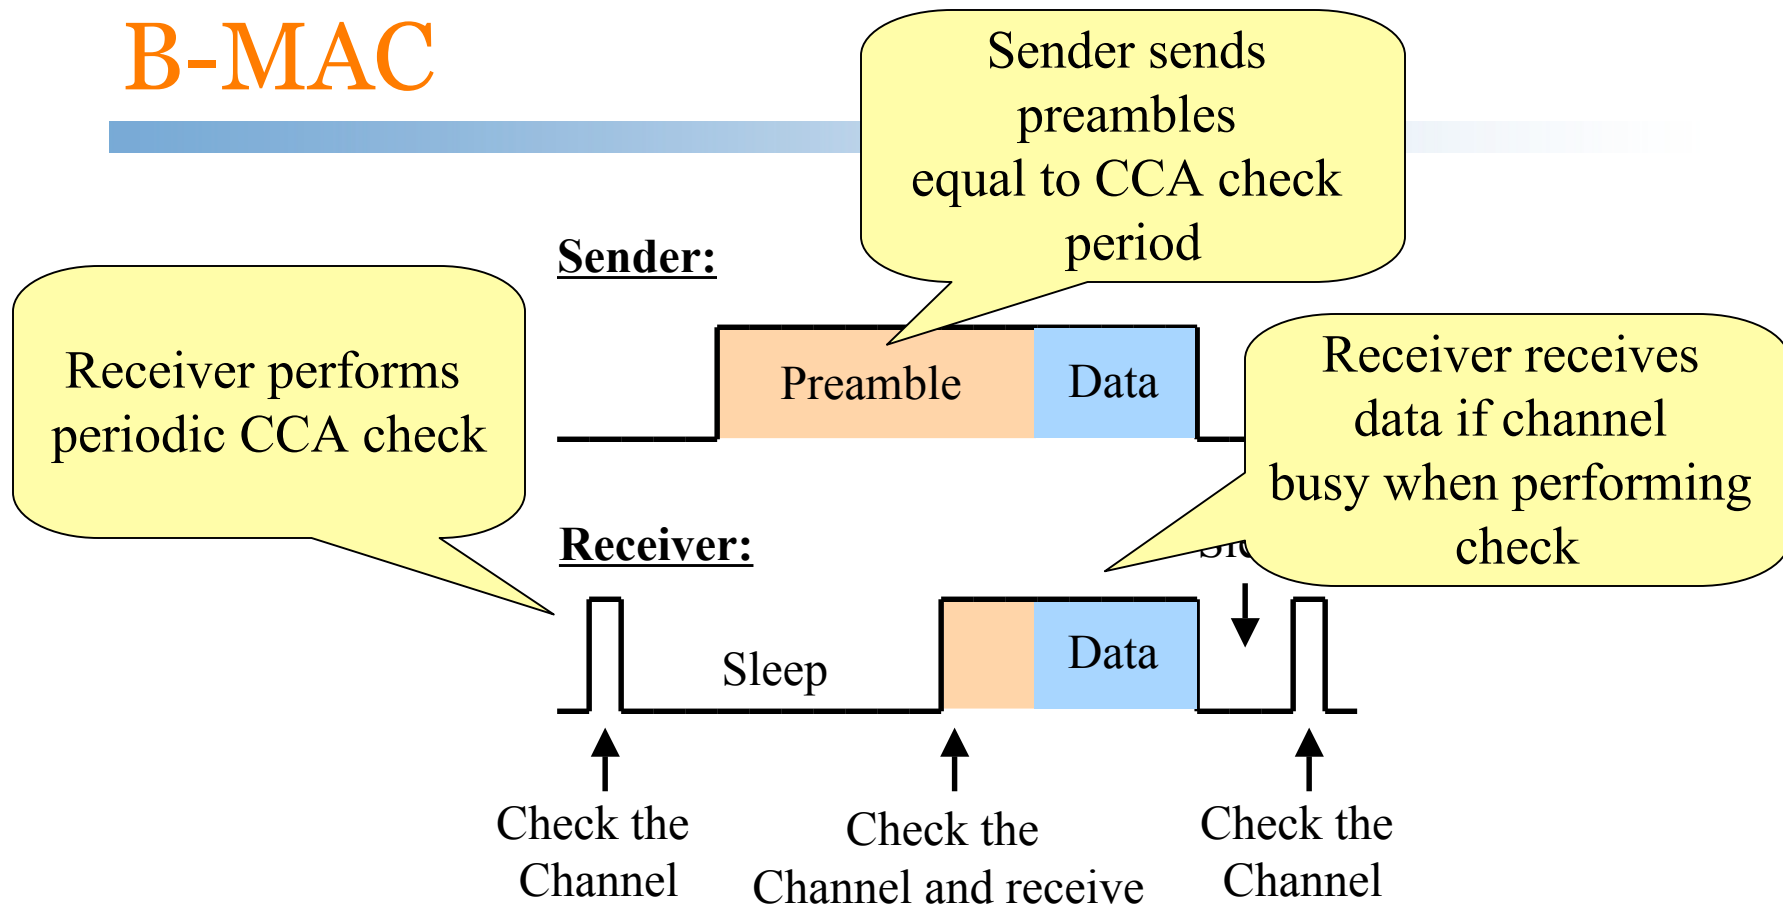 B-MAC
Sender sends
preambles
equal to CCA check
period
Sender:
Receiver performs
periodic CCA check
Preamble
Data
Receiver receives
data if channel
busy when performing
check
Receiver:
Sleep
Data
Check the
Channel
Check the
Channel and receive
Check the
Channel